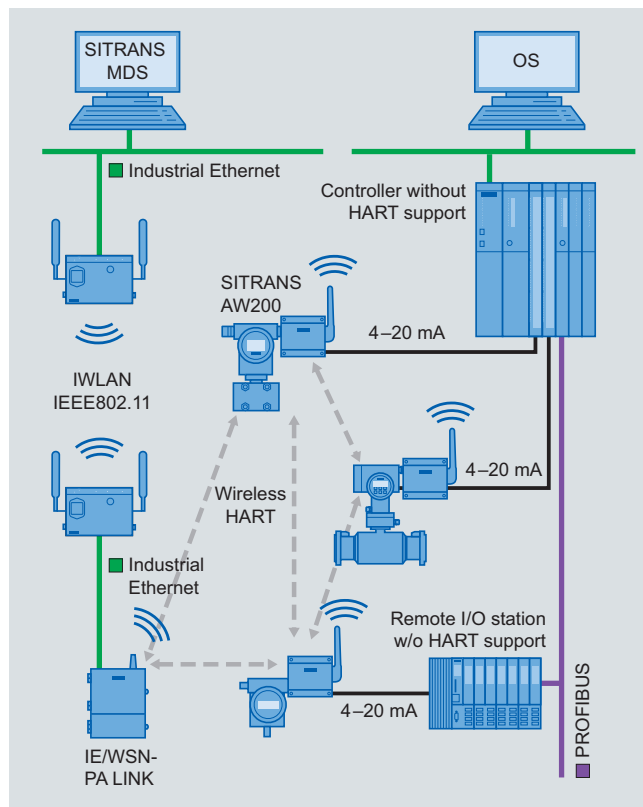 SITRANS
MDS
OS
Industrial Ethernet
Controller without
HART support
SITRANS
AW200
4–20 mA
IWLAN
IEEE802.11
4–20 mA
Wireless
HART
Industrial
Ethernet
Remote I/O station
w/o HART support
4–20 mA
IE/WSN-
PA LINK
PROFIBUS